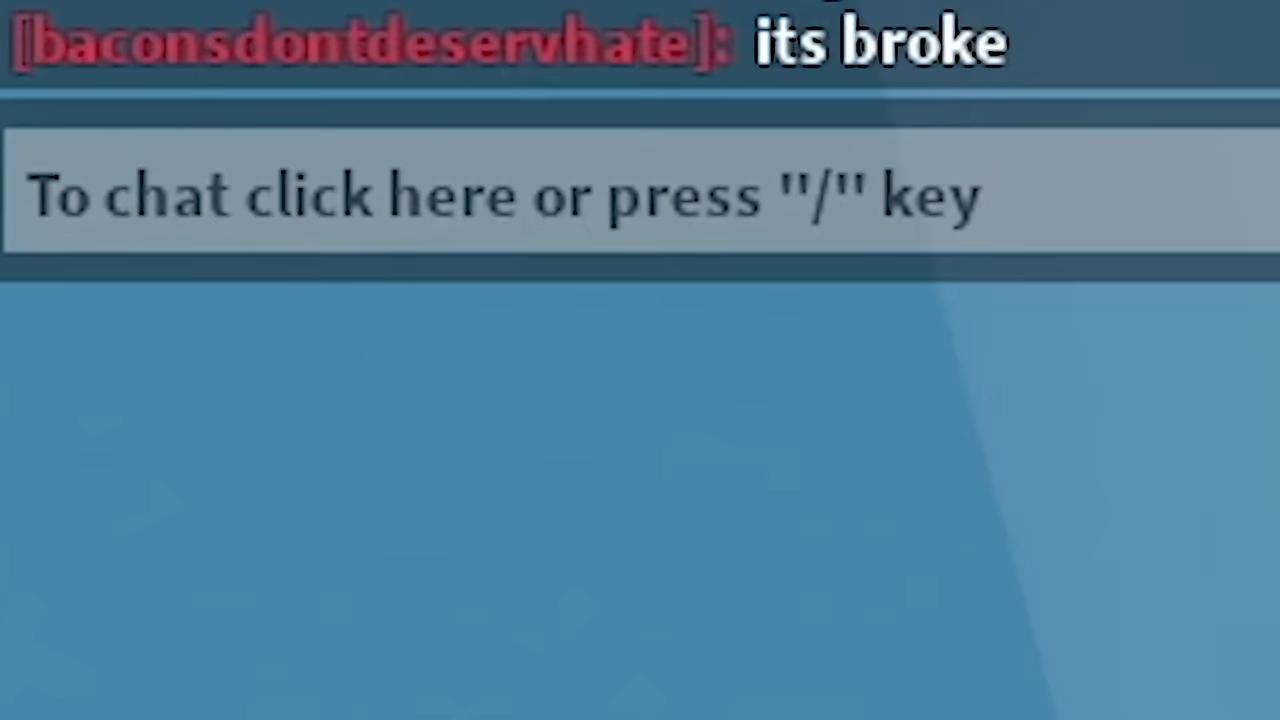 [baconsdontdeservhate]: its broke
To chat click here or press "/" key